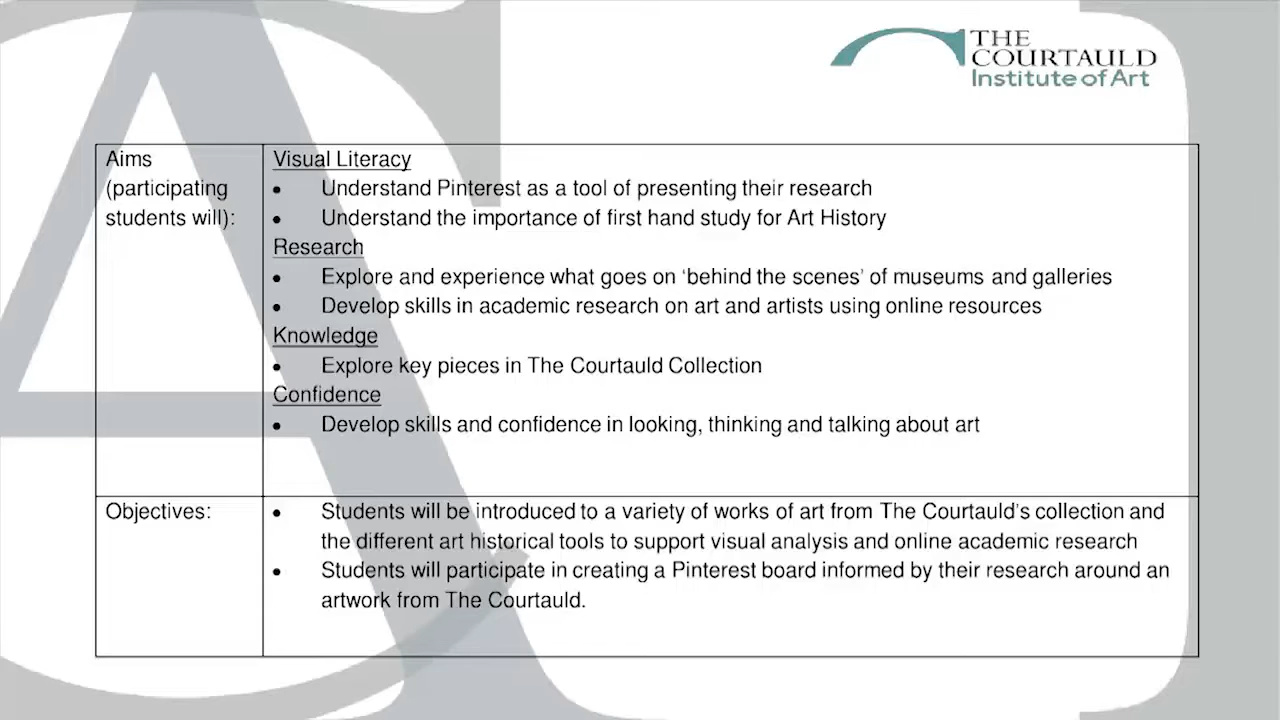 THE
COURTAULD
Institute of Art
Aims
(participating
students will):
Visual Literacy
• Understand Pinterest as a tool of presenting their research
• Understand the importance of first hand study for Art History
Research
• Explore and experience what goes on ‘behind the scenes’ of museums and galleries
• Develop skills in academic research on art and artists using online resources
Knowledge
• Explore key pieces in The Courtauld Collection
Confidence
• Develop skills and confidence in looking, thinking and talking about art
Objectives:
• Students will be introduced to a variety of works of art from The Courtauld’s collection and
the different art historical tools to support visual analysis and online academic research
• Students will participate in creating a Pinterest board informed by their research around an
artwork from The Courtauld.